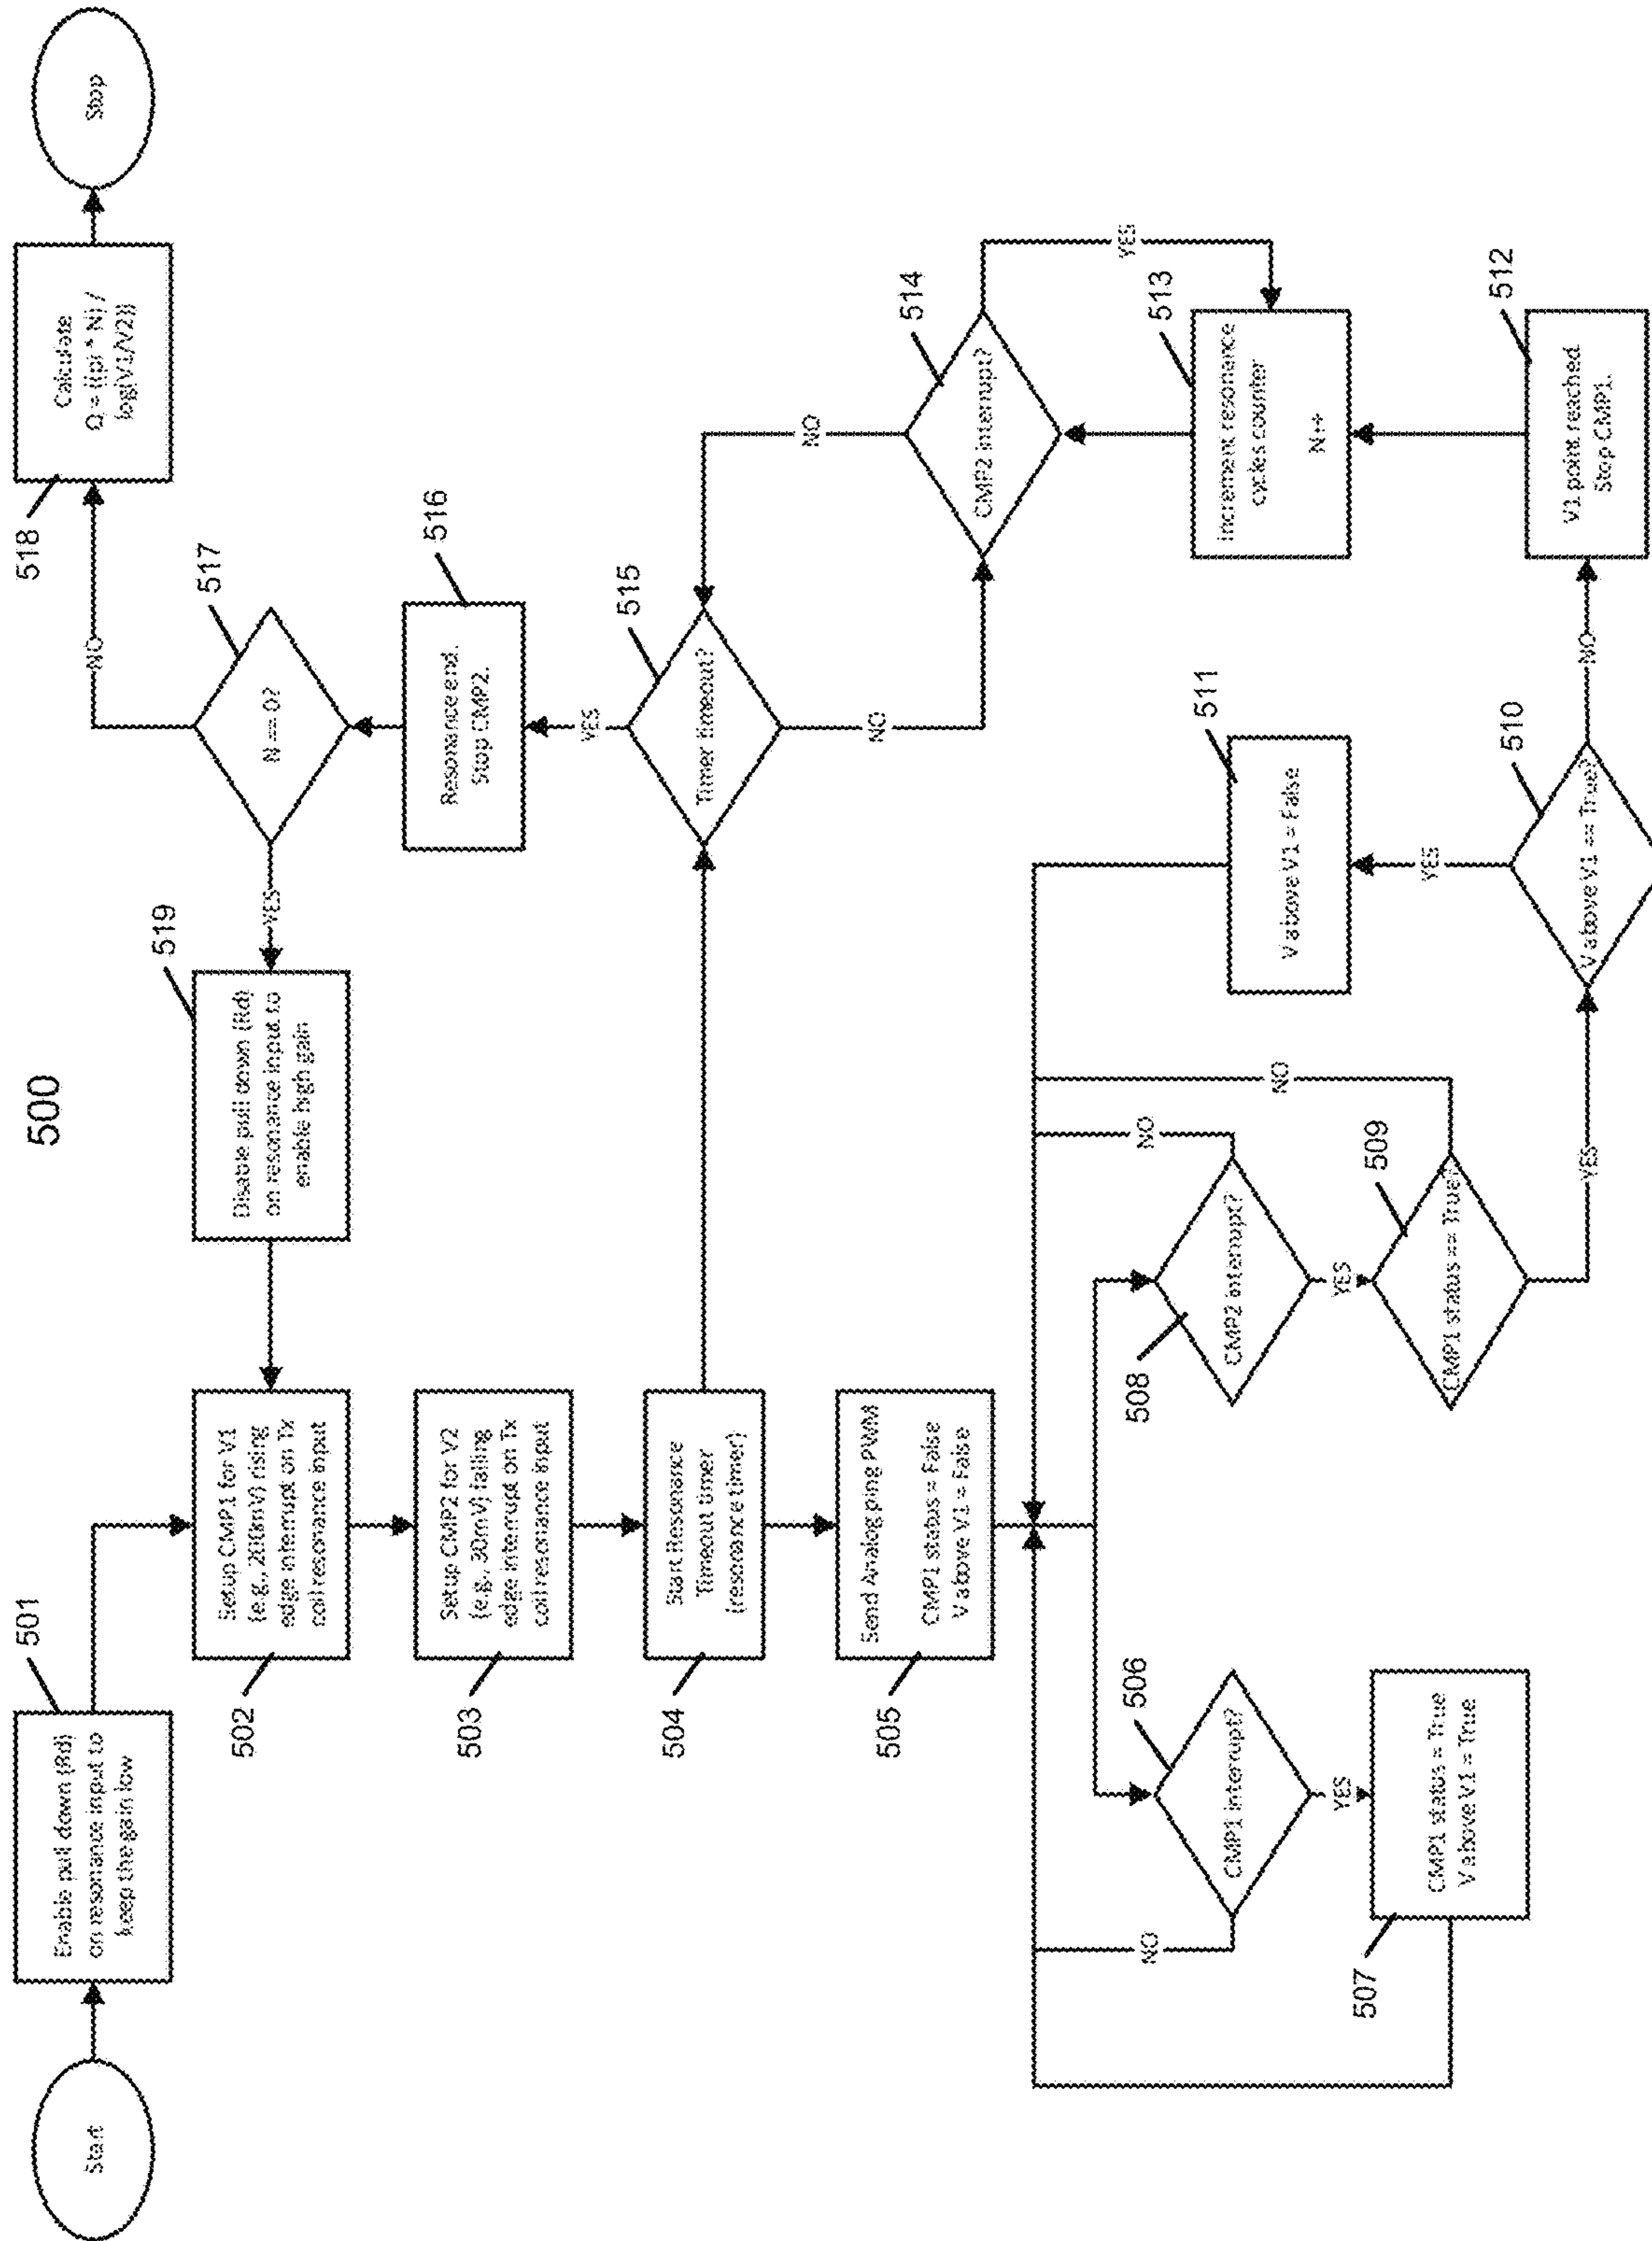 500
Start
501
Enable pull down (Rd)
on resonance input to
keep the gain low
502
Setup CMP1 for V1
(e.g., 200mV) rising
edge interrupt on Tx
coil resonance input
503
Setup CMP2 for V2
(e.g., 30mV) falling
edge interrupt on Tx
coil resonance input
504
Start Resonance
Timeout timer
(resonance timer)
505
Send Analog ping PWM
CMP1 status = False
V above V1 = False
506
CMP1 interrupt?
NO
YES
507
CMP1 status = True
V above V1 = True
508
CMP2 interrupt?
NO
YES
509
CMP1 status == True?
NO
YES
510
V above V1 == True?
YES
NO
511
V above V1 = False
512
V1 point reached.
Stop CMP1.
513
Increment resonance
cycles counter
N++
514
CMP2 interrupt?
YES
NO
515
Timer timeout?
NO
YES
516
Resonance end.
Stop CMP2.
517
N == 0?
YES
NO
518
Calculate
Q = ((pi * N) /
log(V1/V2))
Stop
519
Disable pull down (Rd)
on resonance input to
enable high gain